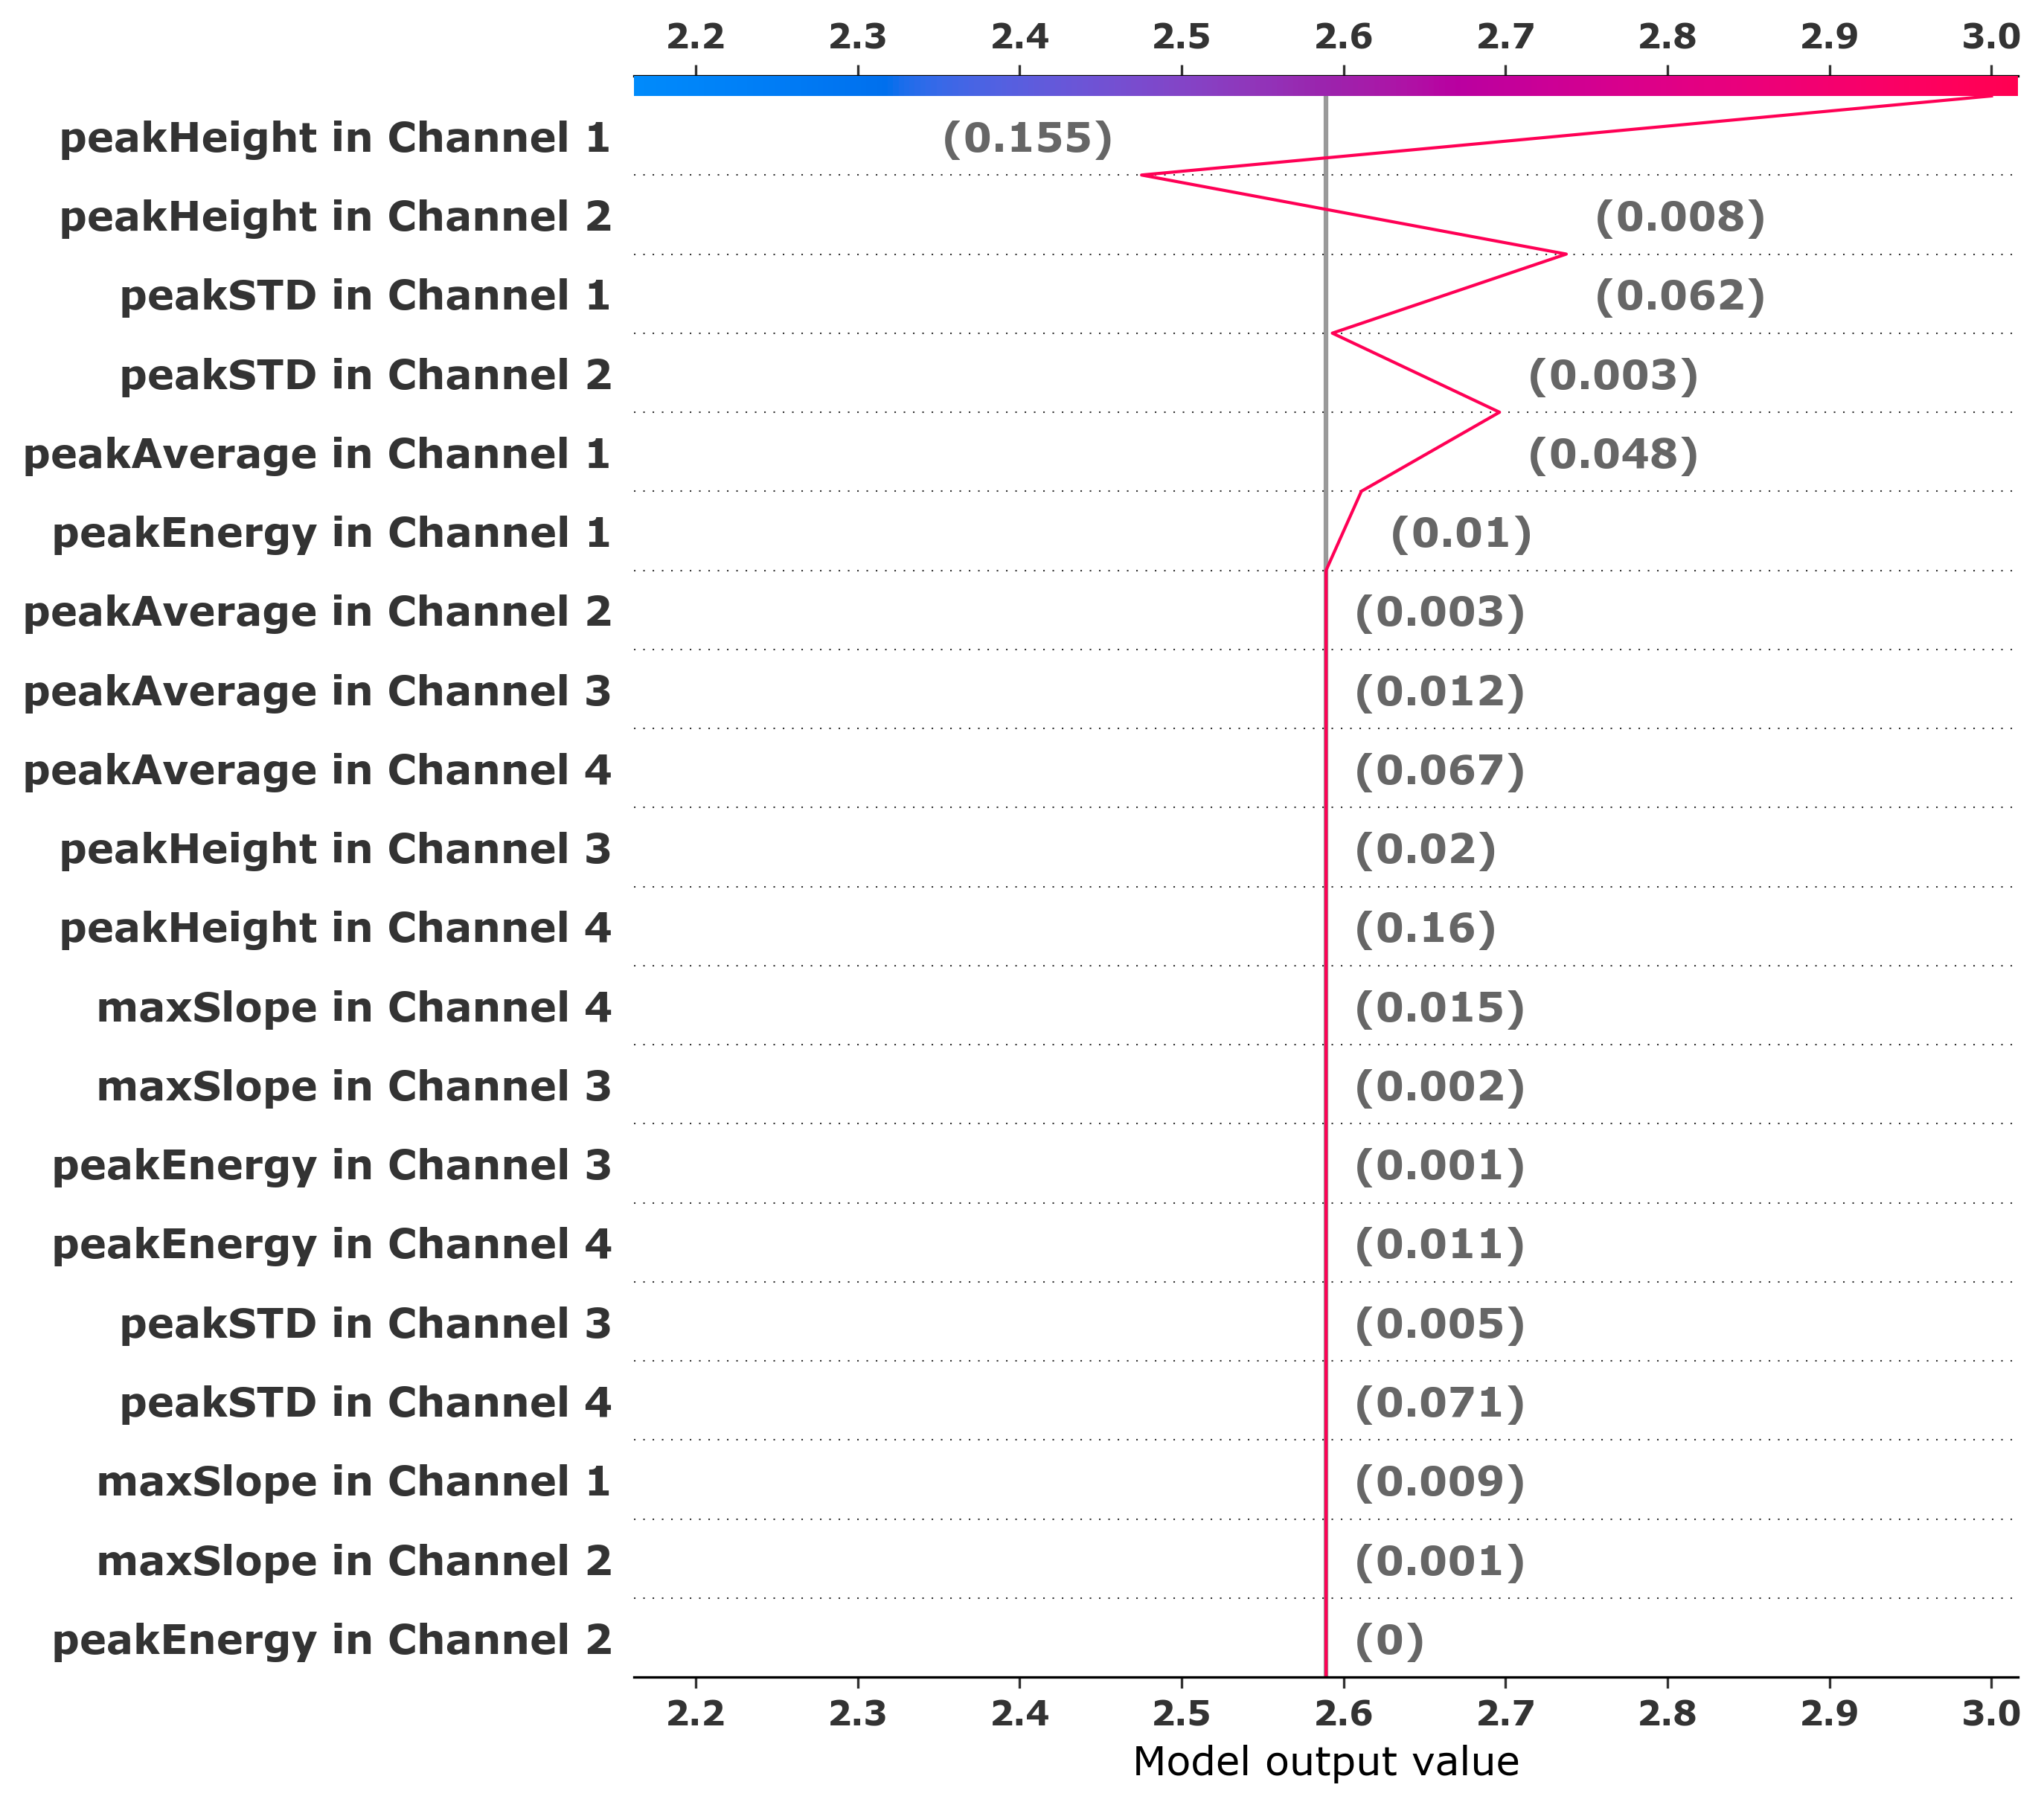 2.2 2.3 2.4 2.5 2.6 2.7 2.8 2.9 3.0
peakHeight in Channel 1 (0.155)
peakHeight in Channel 2 (0.008)
peakSTD in Channel 1 (0.062)
peakSTD in Channel 2 (0.003)
peakAverage in Channel 1 (0.048)
peakEnergy in Channel 1 (0.01)
peakAverage in Channel 2 (0.003)
peakAverage in Channel 3 (0.012)
peakAverage in Channel 4 (0.067)
peakHeight in Channel 3 (0.02)
peakHeight in Channel 4 (0.16)
maxSlope in Channel 4 (0.015)
maxSlope in Channel 3 (0.002)
peakEnergy in Channel 3 (0.001)
peakEnergy in Channel 4 (0.011)
peakSTD in Channel 3 (0.005)
peakSTD in Channel 4 (0.071)
maxSlope in Channel 1 (0.009)
maxSlope in Channel 2 (0.001)
peakEnergy in Channel 2 (0)
2.2 2.3 2.4 2.5 2.6 2.7 2.8 2.9 3.0
Model output value